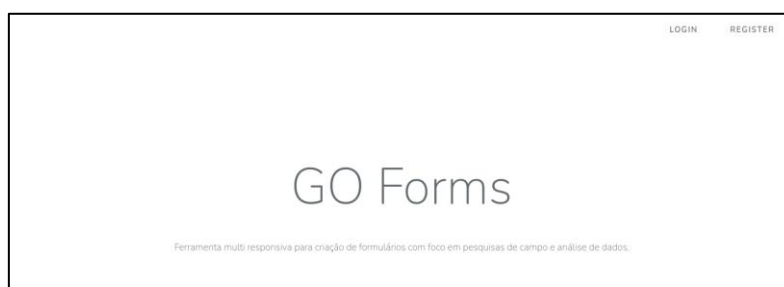 LOGIN REGISTER
GO Forms
Ferramenta multi responsiva para criação de formulários com foco em pesquisas de campo e análise de dados.